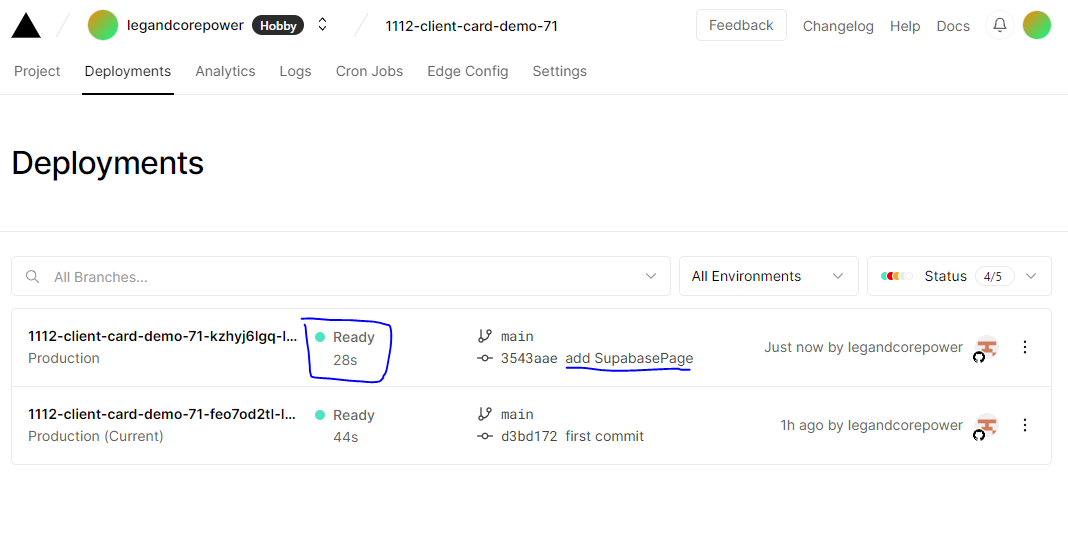 legandcorepower Hobby 1112-client-card-demo-71 Feedback Changelog Help Docs
Project Deployments Analytics Logs Cron Jobs Edge Config Settings
Deployments
All Branches... All Environments Status 4/5
1112-client-card-demo-71-kzhyj6lgq-l... Ready main
Production 28s 3543aae add SupabasePage Just now by legandcorepower
1112-client-card-demo-71-feo7od2tl-l... Ready main
Production (Current) 44s d3bd172 first commit 1h ago by legandcorepower